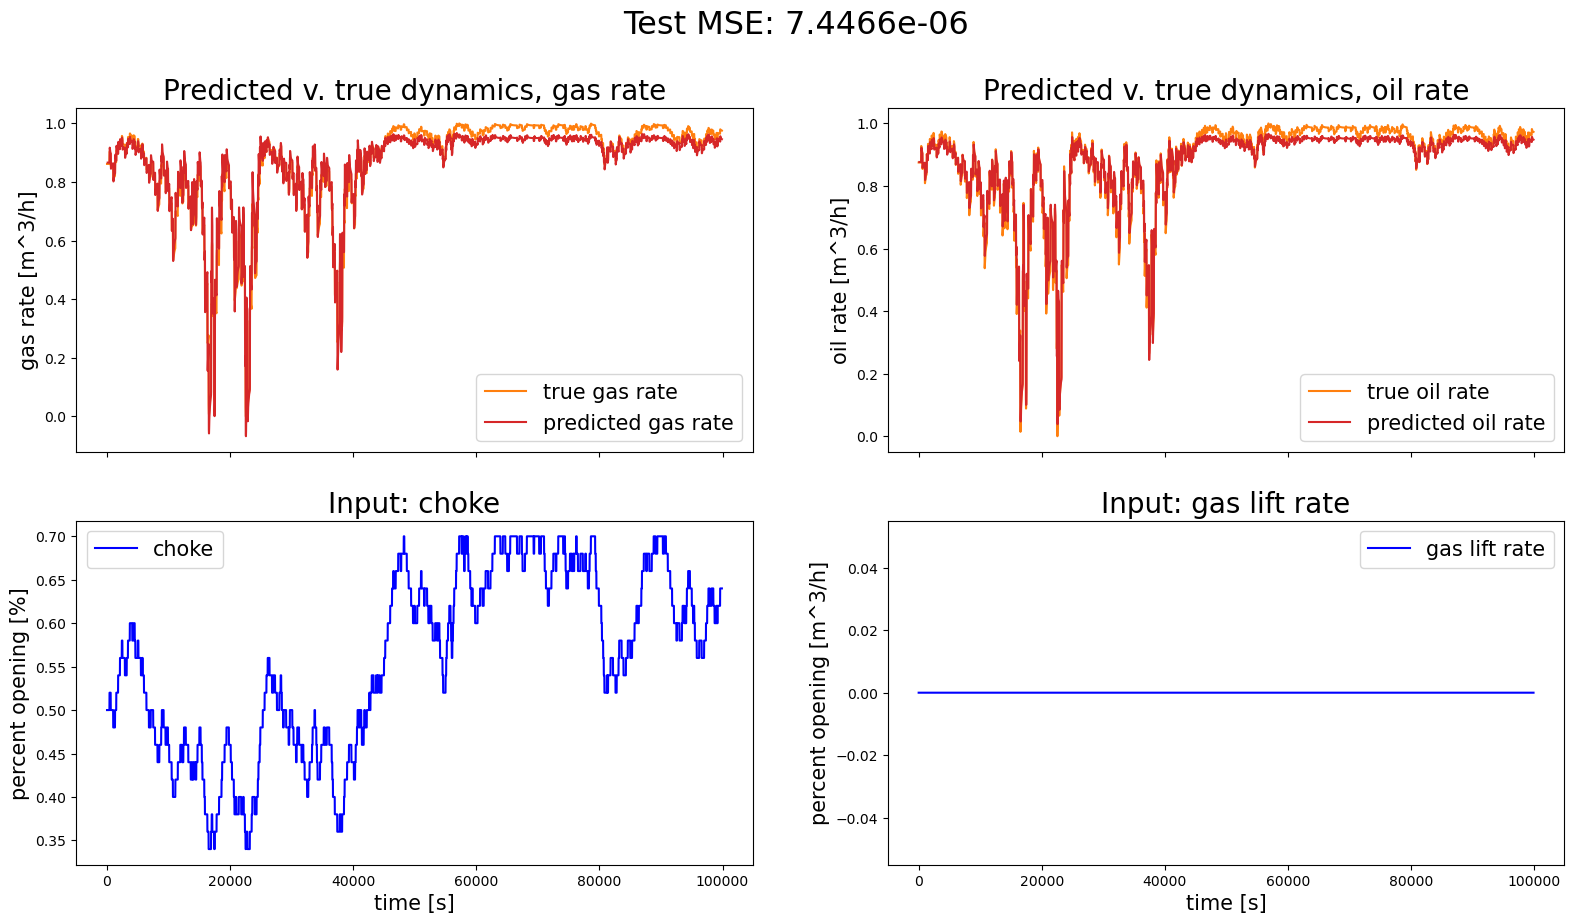 Test MSE: 7.4466e-06
Predicted v. true dynamics, gas rate
gas rate [m^3/h]
1.0
0.8
0.6
0.4
0.2
0.0
true gas rate
predicted gas rate
Predicted v. true dynamics, oil rate
oil rate [m^3/h]
1.0
0.8
0.6
0.4
0.2
0.0
true oil rate
predicted oil rate
Input: choke
percent opening [%]
0.70
0.65
0.60
0.55
0.50
0.45
0.40
0.35
choke
0 20000 40000 60000 80000 100000
time [s]
Input: gas lift rate
percent opening [m^3/h]
0.04
0.02
0.00
−0.02
−0.04
gas lift rate
0 20000 40000 60000 80000 100000
time [s]